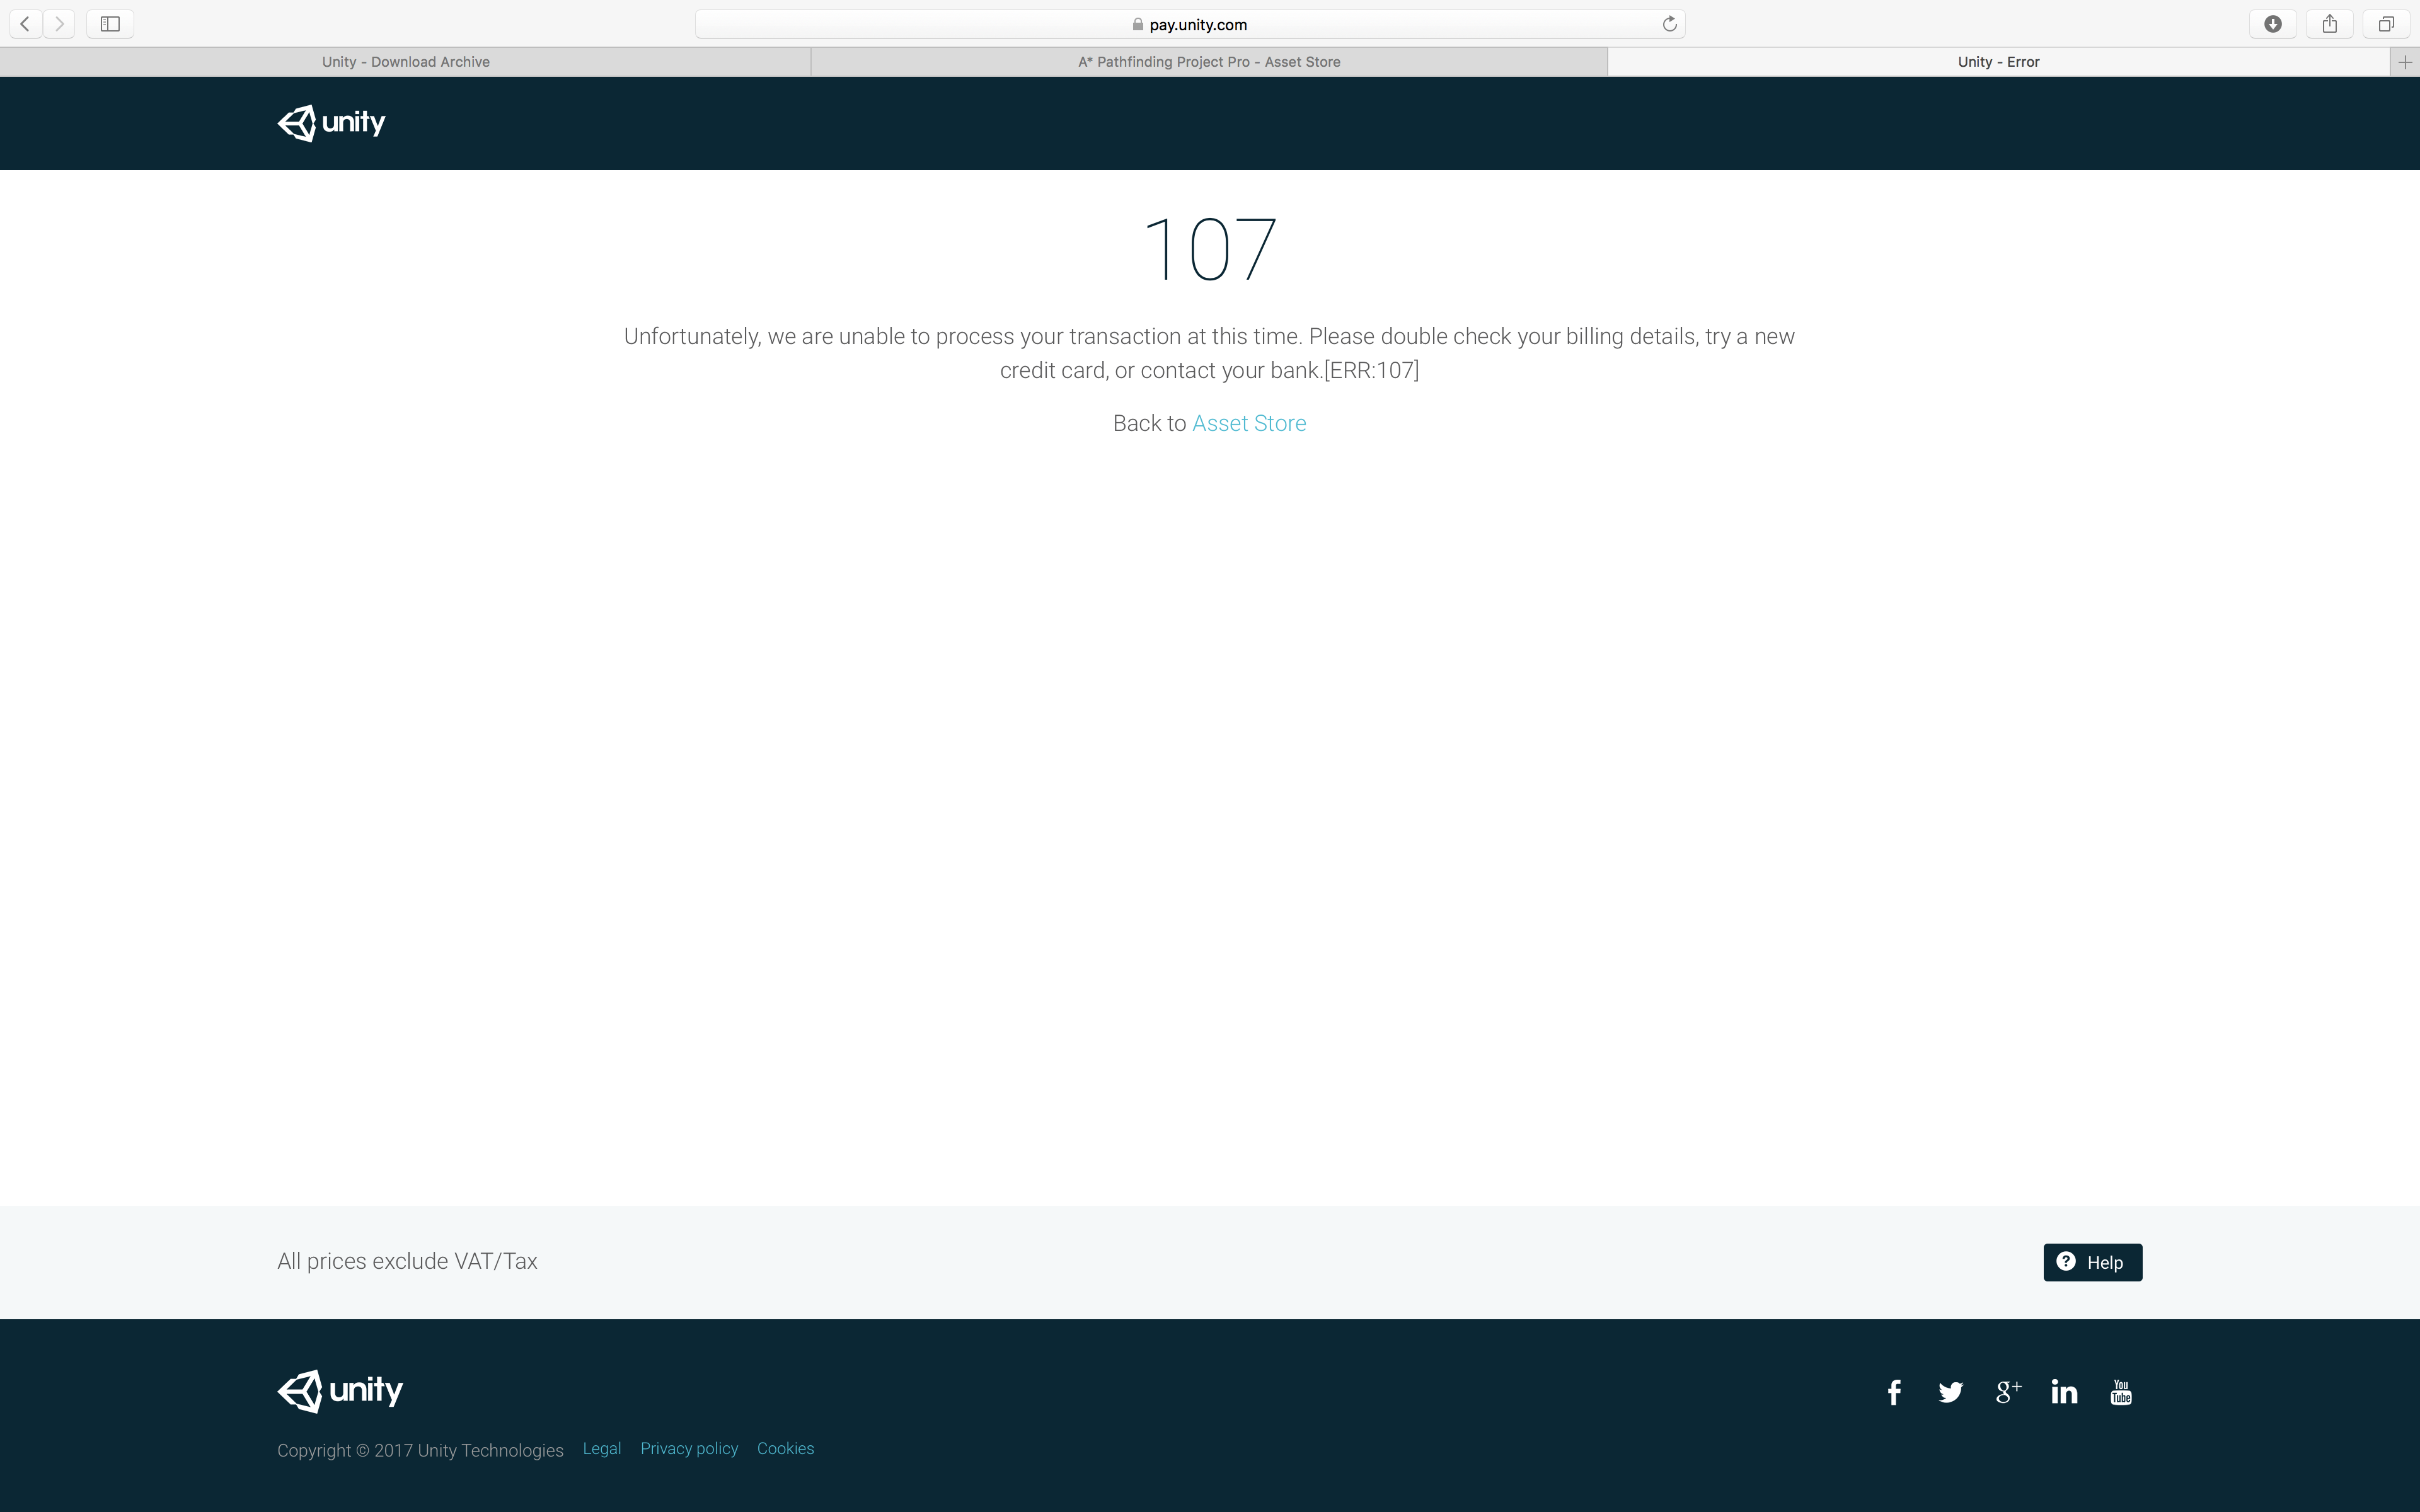 pay.unity.com
Unity - Download Archive
A* Pathfinding Project Pro - Asset Store
Unity - Error
unity
107
Unfortunately, we are unable to process your transaction at this time. Please double check your billing details, try a new
credit card, or contact your bank.[ERR:107]
Back to Asset Store
All prices exclude VAT/Tax
? Help
unity
f g+ in You Tube
Copyright © 2017 Unity Technologies Legal Privacy policy Cookies